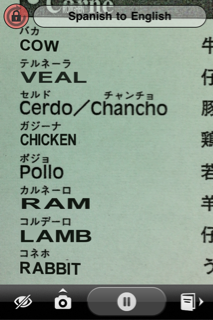 Carne
Spanish to English
バカ
COW 牛
テルネーラ
VEAL 仔
セルド チャンチョ
Cerdo／Chancho 豚
ガジーナ
CHICKEN 鶏
ポジョ
Pollo 若
カルネーロ
RAM 羊
コルデーロ
LAMB 仔
コネホ
RABBIT う